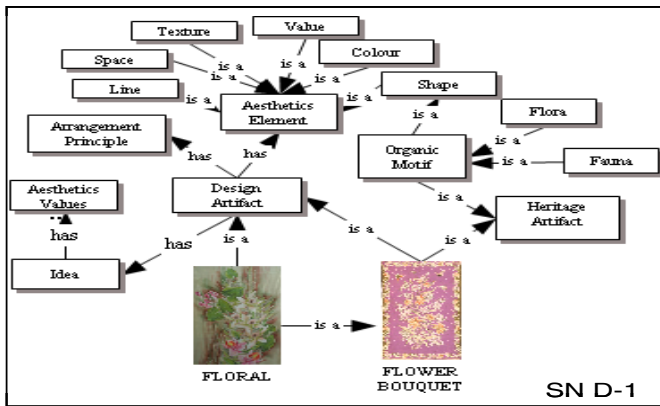 Texture
Value
is a
is a
Colour
Space
is a
is a
is a
Line
is a
is a
Shape
Aesthetics
Element
is a
Flora
Arrangement
Principle
has
has
Organic
Motif
is a
is a
Fauna
Aesthetics
Values
Design
Artifact
is a
Heritage
Artifact
has
has
is a
is a
is a
Idea
is a
FLORAL
FLOWER
BOUQUET
SN D-1